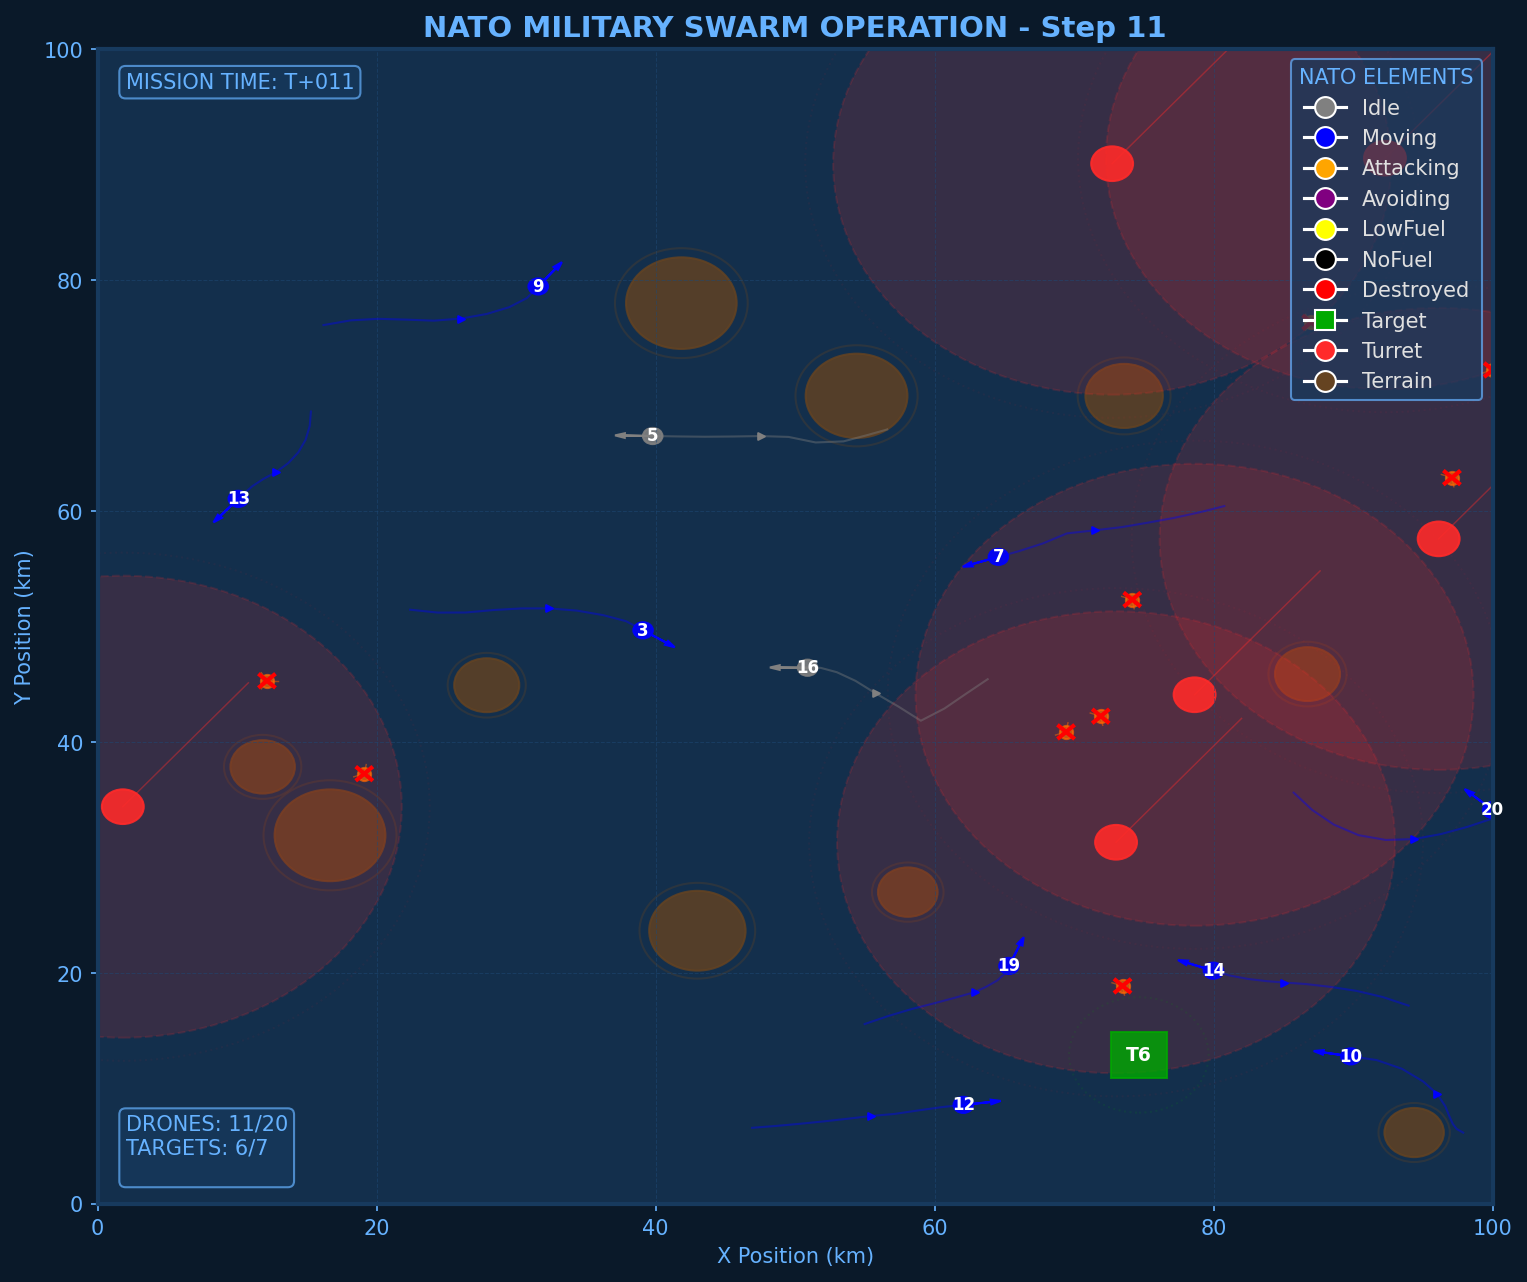 NATO MILITARY SWARM OPERATION - Step 11
MISSION TIME: T+011
NATO ELEMENTS
Idle
Moving
Attacking
Avoiding
LowFuel
NoFuel
Destroyed
Target
Turret
Terrain
100
80
60
40
20
0
Y Position (km)
9
5
13
7
3
16
20
19
14
T6
10
12
DRONES: 11/20
TARGETS: 6/7
0
20
40
60
80
100
X Position (km)